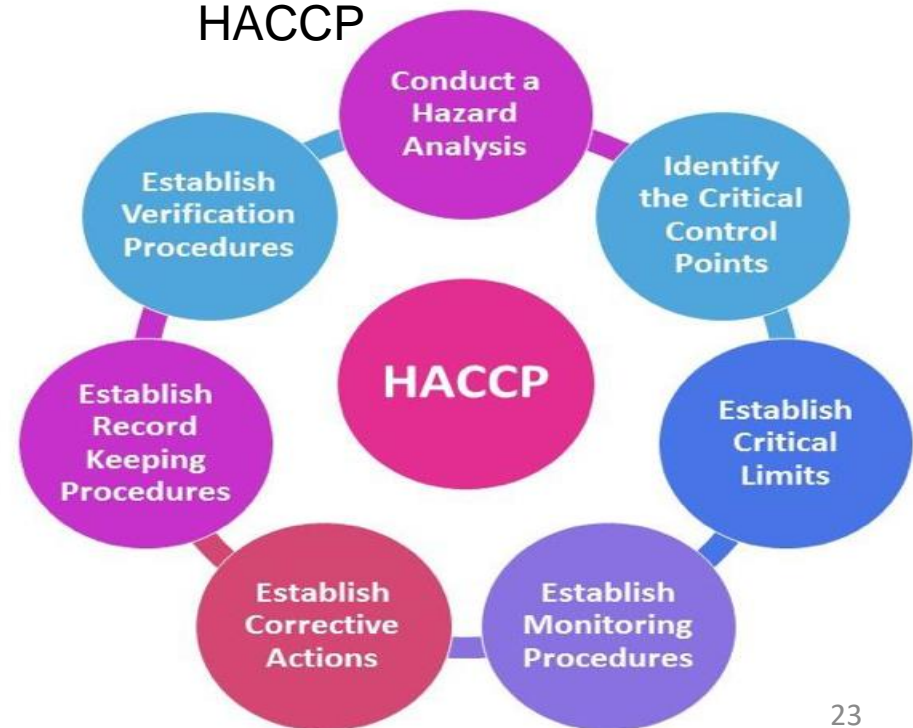 HACCP
Conduct a
Hazard
Analysis
Identify
the Critical
Control
Points
Establish
Critical
Limits
Establish
Monitoring
Procedures
Establish
Corrective
Actions
Establish
Record
Keeping
Procedures
Establish
Verification
Procedures
HACCP
23